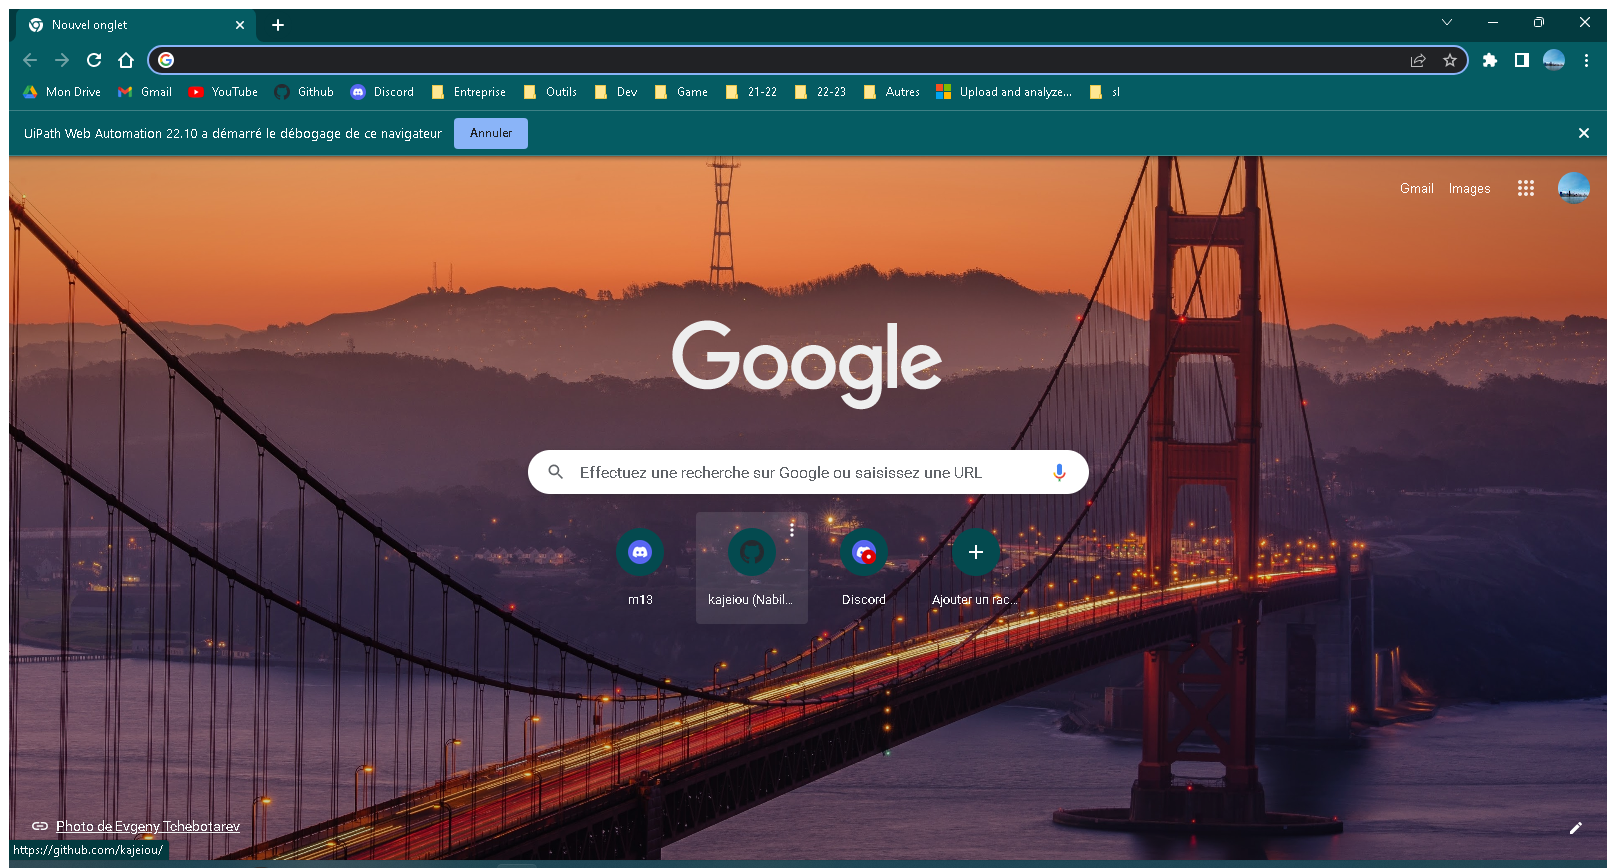 Nouvel onglet
Mon Drive Gmail YouTube Github Discord Entreprise Outils Dev Game 21-22 22-23 Autres Upload and analyze... sl
UiPath Web Automation 22.10 a démarré le débogage de ce navigateur Annuler
Gmail Images
Google
Effectuez une recherche sur Google ou saisissez une URL
m13 kajeiou (Nabil... Discord Ajouter un rac...
Photo de Evgeny Tchebotarev
https://github.com/kajeiou/